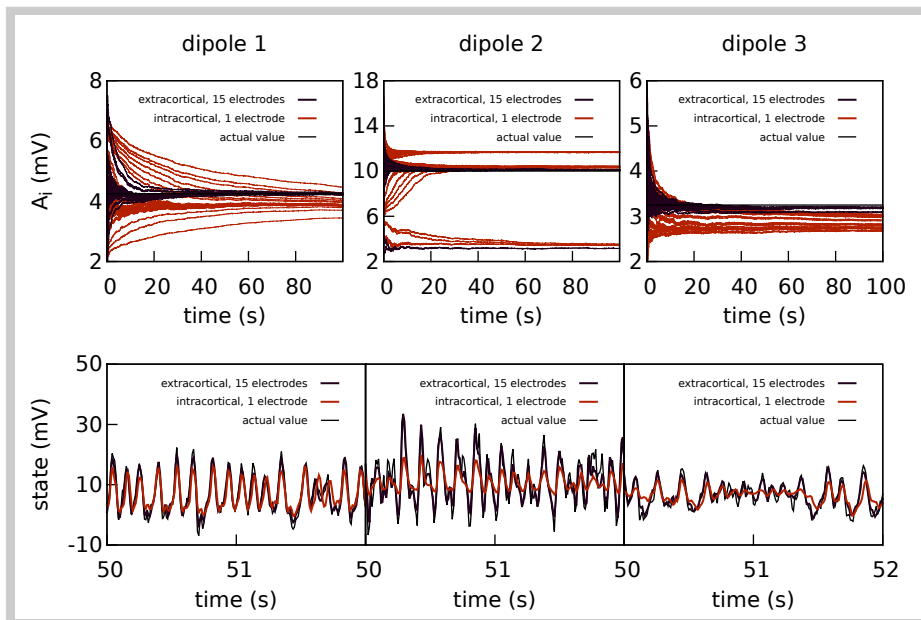 dipole 1 dipole 2 dipole 3
8
6
4
2
A_i (mV)
extracortical, 15 electrodes
intracortical, 1 electrode
actual value
0 20 40 60 80
time (s)
18
14
10
6
2
extracortical, 15 electrodes
intracortical, 1 electrode
actual value
0 20 40 60 80
time (s)
6
5
4
3
2
extracortical, 15 electrodes
intracortical, 1 electrode
actual value
0 20 40 60 80 100
time (s)
50
30
10
-10
state (mV)
extracortical, 15 electrodes
intracortical, 1 electrode
actual value
50 51
time (s)
extracortical, 15 electrodes
intracortical, 1 electrode
actual value
50 51
time (s)
extracortical, 15 electrodes
intracortical, 1 electrode
actual value
50 51 52
time (s)